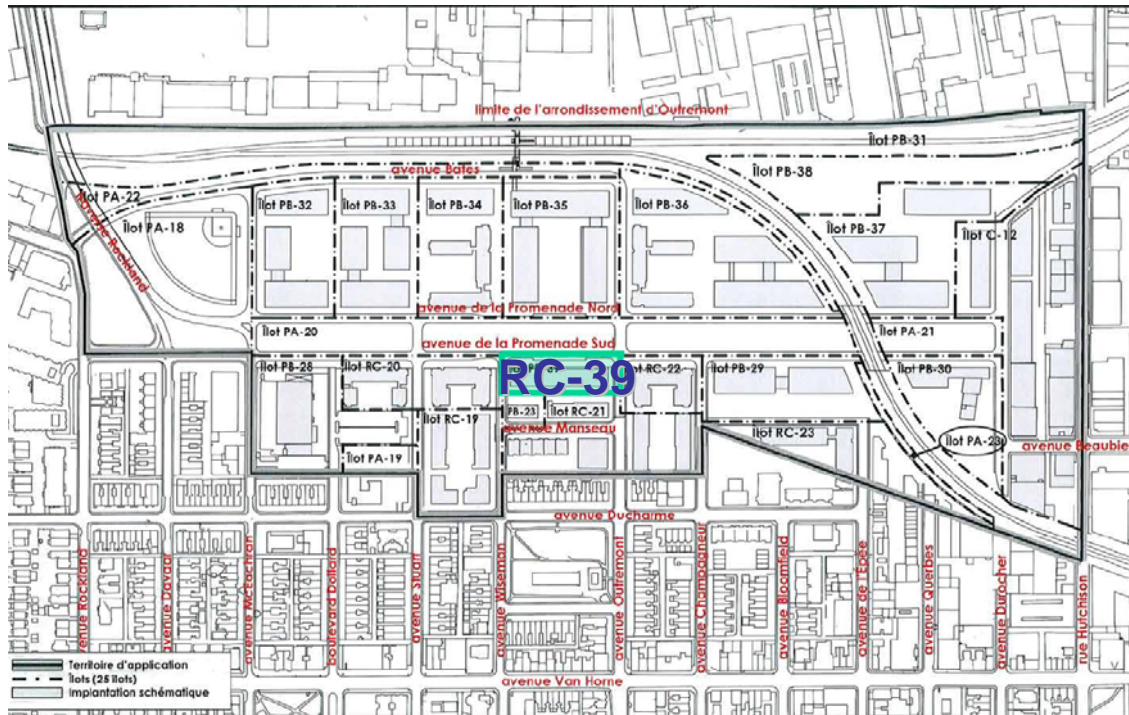 limite de l'arrondissement d'Outremont
Îlot PB-31
Îlot PB-38
avenue Bates
Îlot PA-22
Îlot PB-32
Îlot PB-33
Îlot PB-34
Îlot PB-35
Îlot PB-36
Îlot PA-18
Îlot PB-37
Îlot C-12
avenue de la Promenade Nord
Îlot PA-20
Îlot PA-21
avenue de la Promenade Sud
Îlot PB-28
Îlot RC-20
RC-39
Îlot RC-22
Îlot PB-29
Îlot PB-30
PB-23
Îlot RC-21
Îlot RC-19
avenue Manseau
Îlot RC-23
Îlot PA-23
avenue Beaubie
Îlot PA-19
avenue Ducharme
avenue Rockland
avenue Davaar
avenue McEachran
boulevard Dollard
avenue Stuart
avenue Wiseman
avenue Outremont
avenue Champagneur
avenue Bloomfield
avenue de l'Épée
avenue Querbes
avenue Durocher
rue Hutchison
avenue Van Horne
Territoire d'application
Îlots (25 îlots)
Implantation schématique